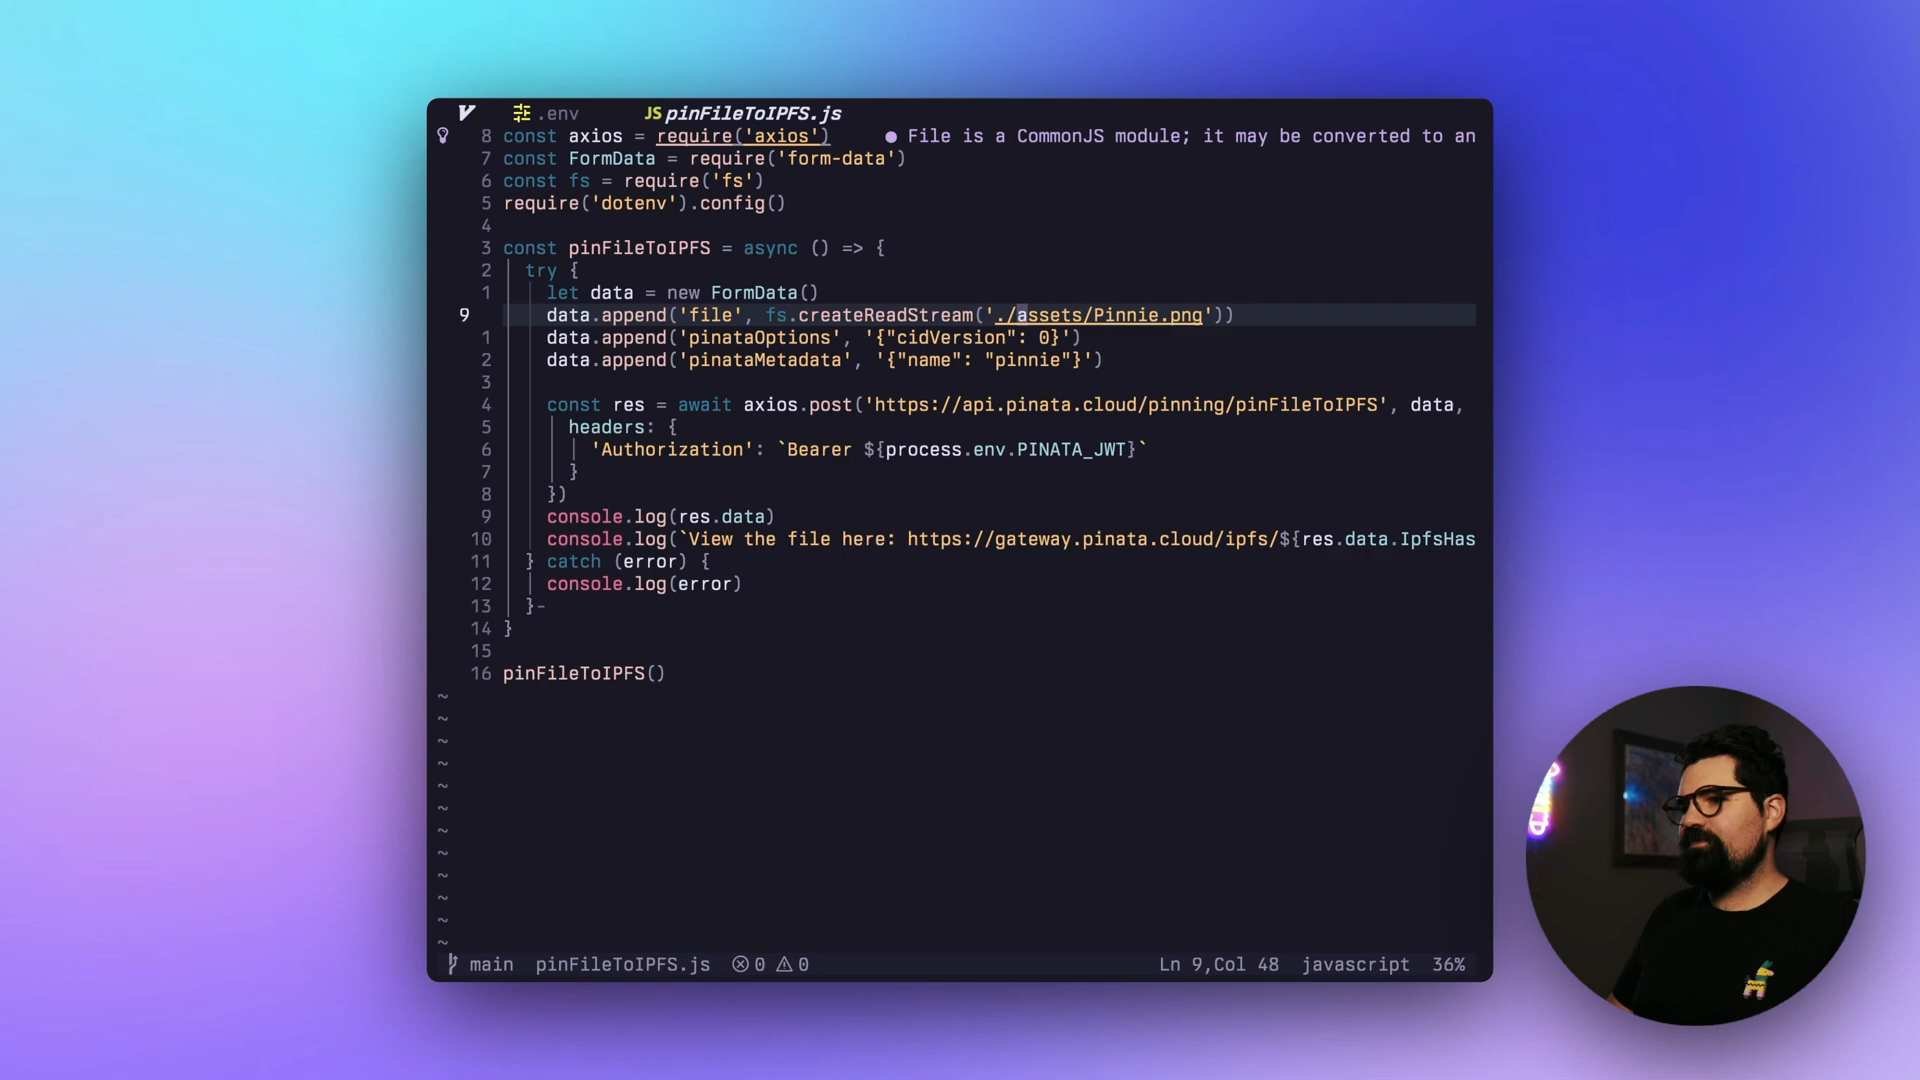 .env JS pinFileToIPFS.js
8 const axios = require('axios') ● File is a CommonJS module; it may be converted to an
7 const FormData = require('form-data')
6 const fs = require('fs')
5 require('dotenv').config()
4
3 const pinFileToIPFS = async () => {
2 try {
1 let data = new FormData()
9 data.append('file', fs.createReadStream('./assets/Pinnie.png'))
1 data.append('pinataOptions', '{"cidVersion": 0}')
2 data.append('pinataMetadata', '{"name": "pinnie"}')
3
4 const res = await axios.post('https://api.pinata.cloud/pinning/pinFileToIPFS', data,
5 headers: {
6 'Authorization': `Bearer ${process.env.PINATA_JWT}`
7 }
8 })
9 console.log(res.data)
10 console.log(`View the file here: https://gateway.pinata.cloud/ipfs/${res.data.IpfsHas
11 } catch (error) {
12 console.log(error)
13 }-
14 }
15
16 pinFileToIPFS()
~
~
~
~
~
~
~
~
~
~
~
~
main pinFileToIPFS.js 0 0 Ln 9,Col 48 javascript 36%